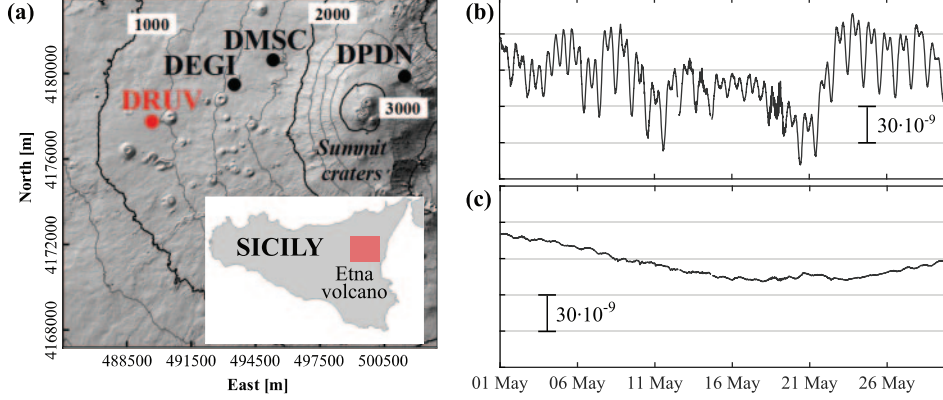 (a)
1000
2000
DMSC
DPDN
DEGI
DRUV
3000
Summit
craters
SICILY
Etna
volcano
4180000
4176000
4172000
4168000
North [m]
488500 491500 494500 497500 500500
East [m]
(b)
30·10-9
(c)
30·10-9
01 May 06 May 11 May 16 May 21 May 26 May